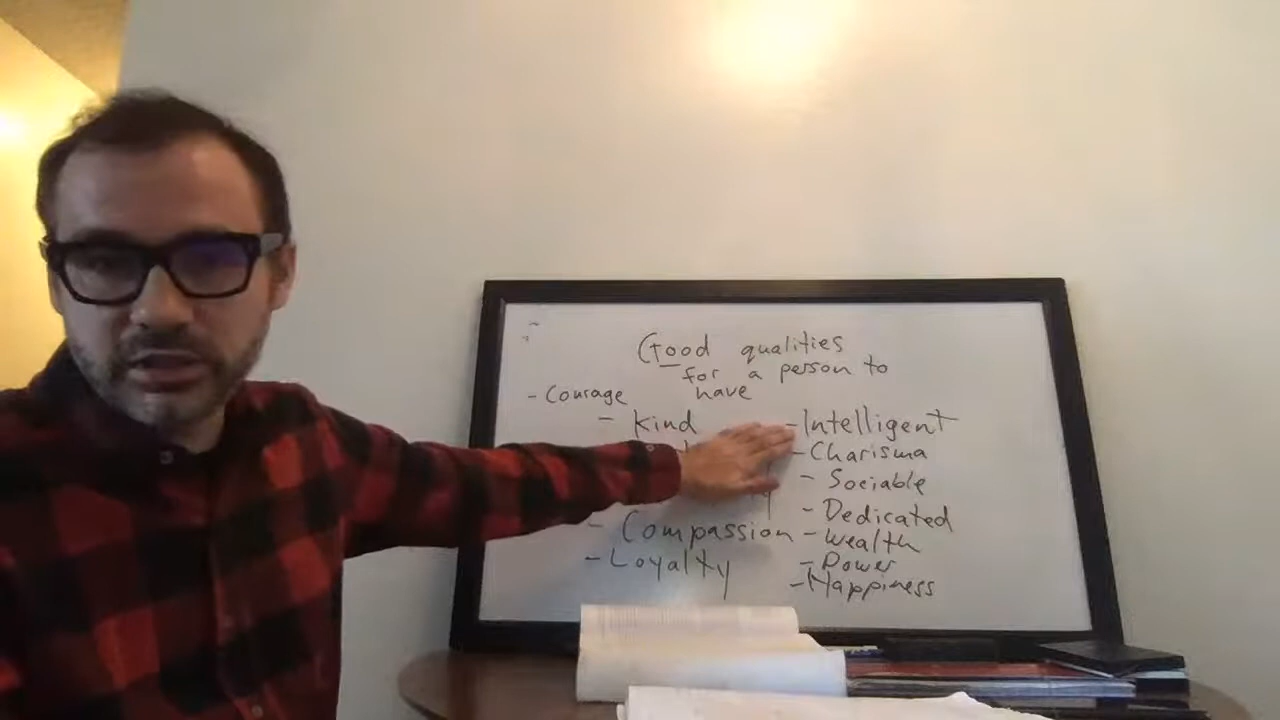 Good qualities
for a person to
have
- Courage
- Kind
- Compassion
- Loyalty
- Intelligent
- Charisma
- Sociable
- Dedicated
- Wealth
- Power
- Happiness